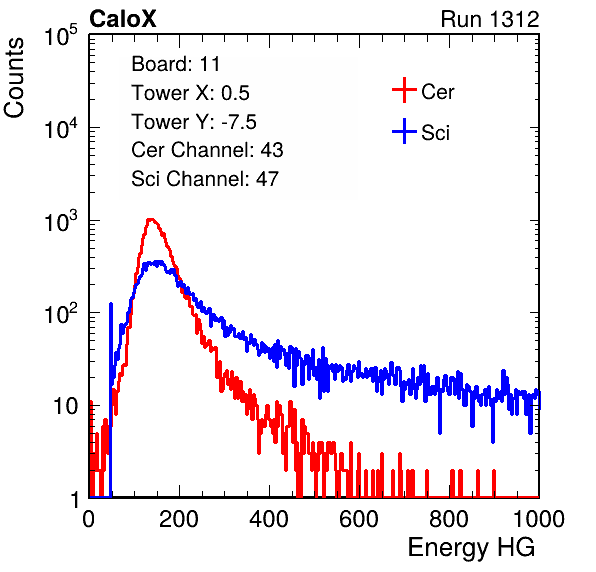 CaloX Run 1312
Counts
Board: 11
Tower X: 0.5
Tower Y: -7.5
Cer Channel: 43
Sci Channel: 47
Cer
Sci
10^5
10^4
10^3
10^2
10
1
0 200 400 600 800 1000
Energy HG